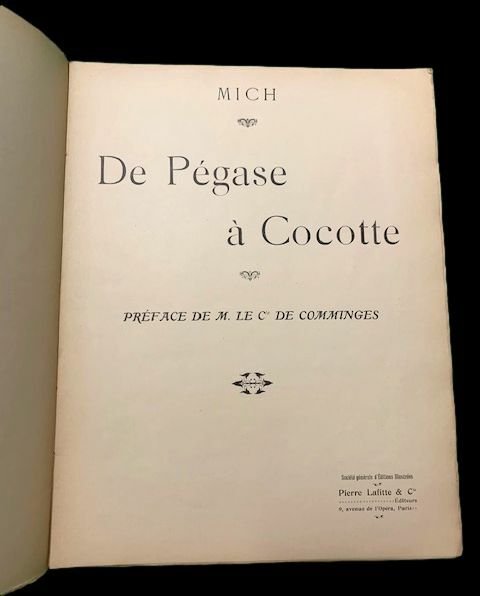 MICH
De Pégase
à Cocotte
PRÉFACE DE M. LE Cte DE COMMINGES
Société générale d'Éditions Illustrées
Pierre Lafitte & Cie
Éditeurs
9, avenue de l'Opéra, Paris